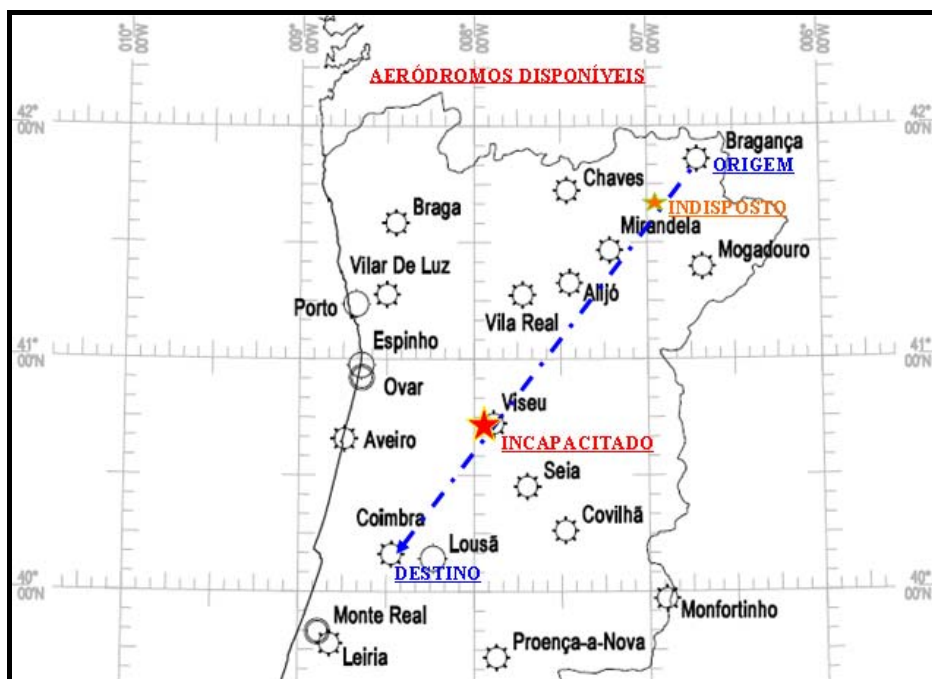 010°
00'W
009°
00'W
008°
00'W
007°
00'W
006°
00'W
AERÓDROMOS DISPONÍVEIS
42°
00'N
42°
00'N
Bragança
ORIGEM
Chaves
INDISPOSTO
Braga
Mirandela
Mogadouro
Vilar De Luz
Alijó
Porto
Vila Real
Espinho
41°
00'N
41°
00'N
Ovar
Viseu
Aveiro
INCAPACITADO
Seia
Coimbra
Covilhã
Lousã
DESTINO
40°
00'N
40°
00'N
Monte Real
Monfortinho
Leiria
Proença-a-Nova